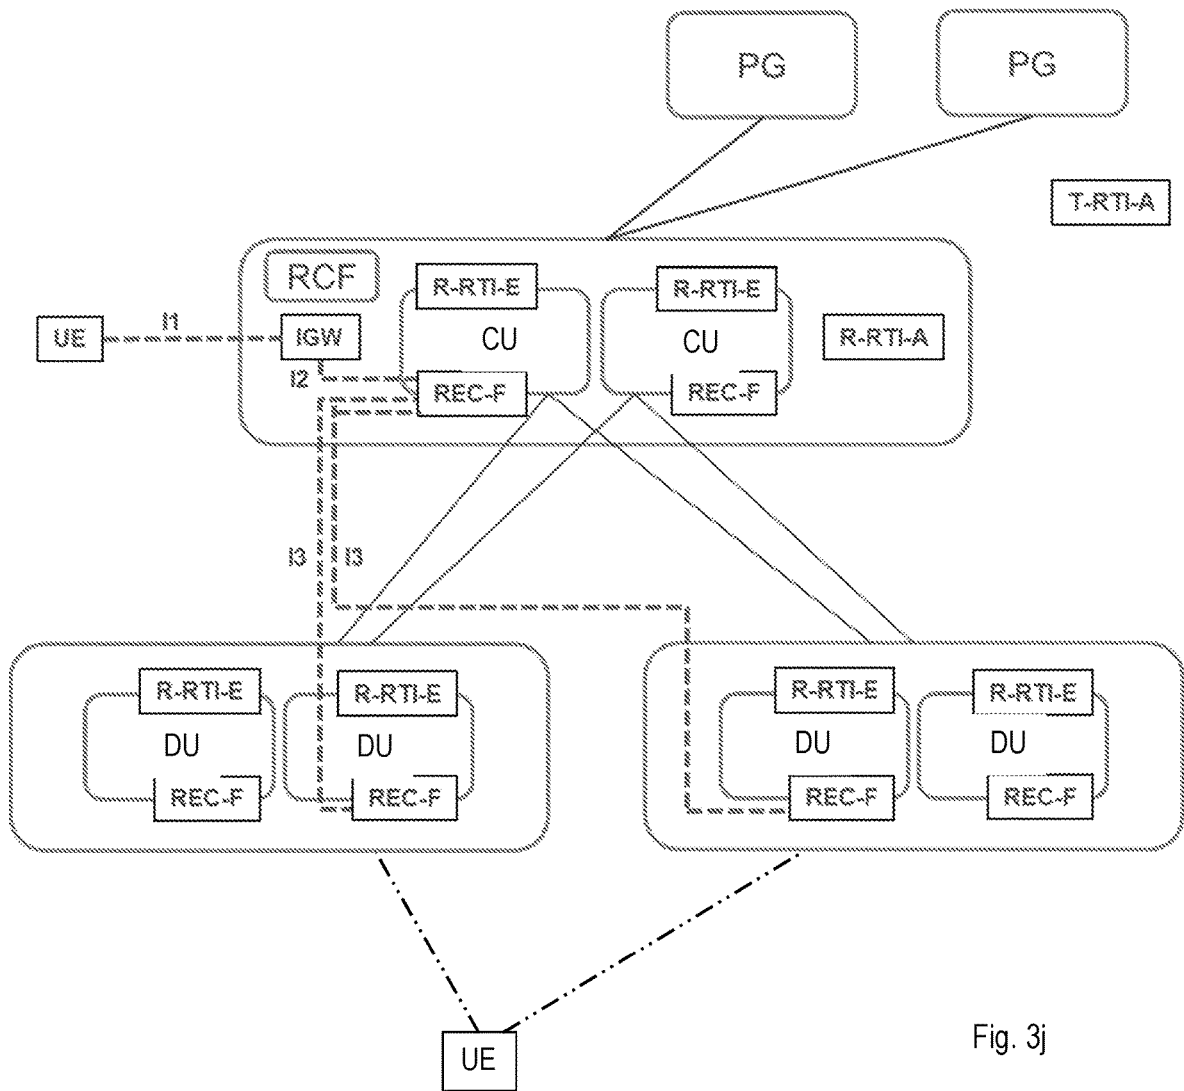 PG
PG
T-RTI-A
RCF
R-RTI-E
R-RTI-E
UE
I1
IGW
CU
CU
R-RTI-A
I2
REC-F
REC-F
I3
I3
R-RTI-E
R-RTI-E
R-RTI-E
R-RTI-E
DU
DU
DU
DU
REC-F
REC-F
REC-F
REC-F
UE
Fig. 3j